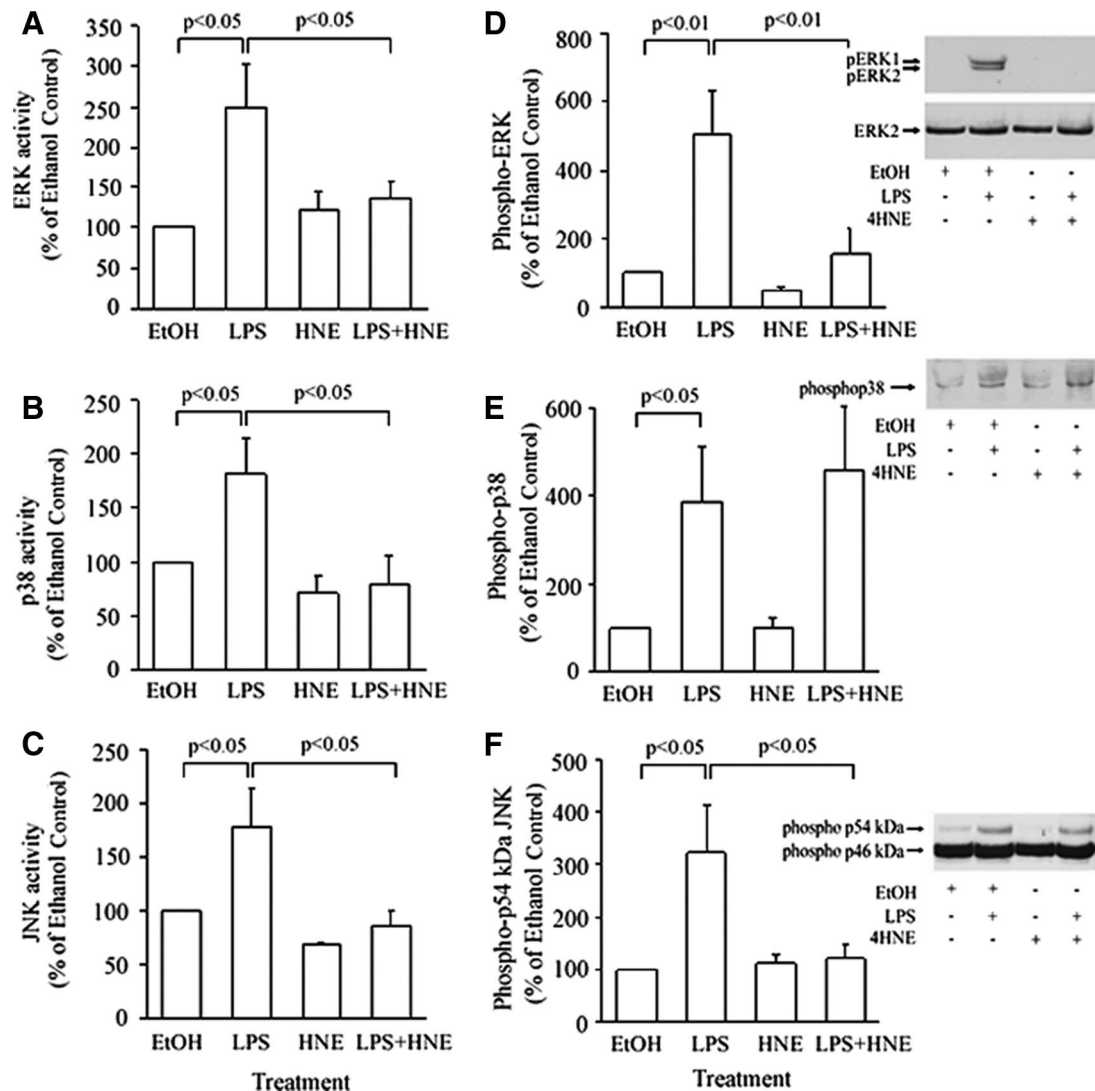 A
p<0.05
p<0.05
ERK activity
(% of Ethanol Control)
350
300
250
200
150
100
50
0
EtOH LPS HNE LPS+HNE
B
p<0.05
p<0.05
p38 activity
(% of Ethanol Control)
250
200
150
100
50
0
EtOH LPS HNE LPS+HNE
C
p<0.05
p<0.05
JNK activity
(% of Ethanol Control)
250
200
150
100
50
0
EtOH LPS HNE LPS+HNE
Treatment
D
p<0.01
p<0.01
Phospho-ERK
(% of Ethanol Control)
800
600
400
200
0
EtOH LPS HNE LPS+HNE
pERK1
pERK2
ERK2
EtOH + + - -
LPS - + - +
4HNE - - + +
E
p<0.05
Phospho-p38
(% of Ethanol Control)
600
400
200
0
EtOH LPS HNE LPS+HNE
phosphop38
EtOH + + - -
LPS - + - +
4HNE - - + +
F
p<0.05
p<0.05
Phospho-p54 kDa JNK
(% of Ethanol Control)
500
400
300
200
100
0
EtOH LPS HNE LPS+HNE
Treatment
phospho p54 kDa
phospho p46 kDa
EtOH + + - -
LPS - + - +
4HNE - - + +